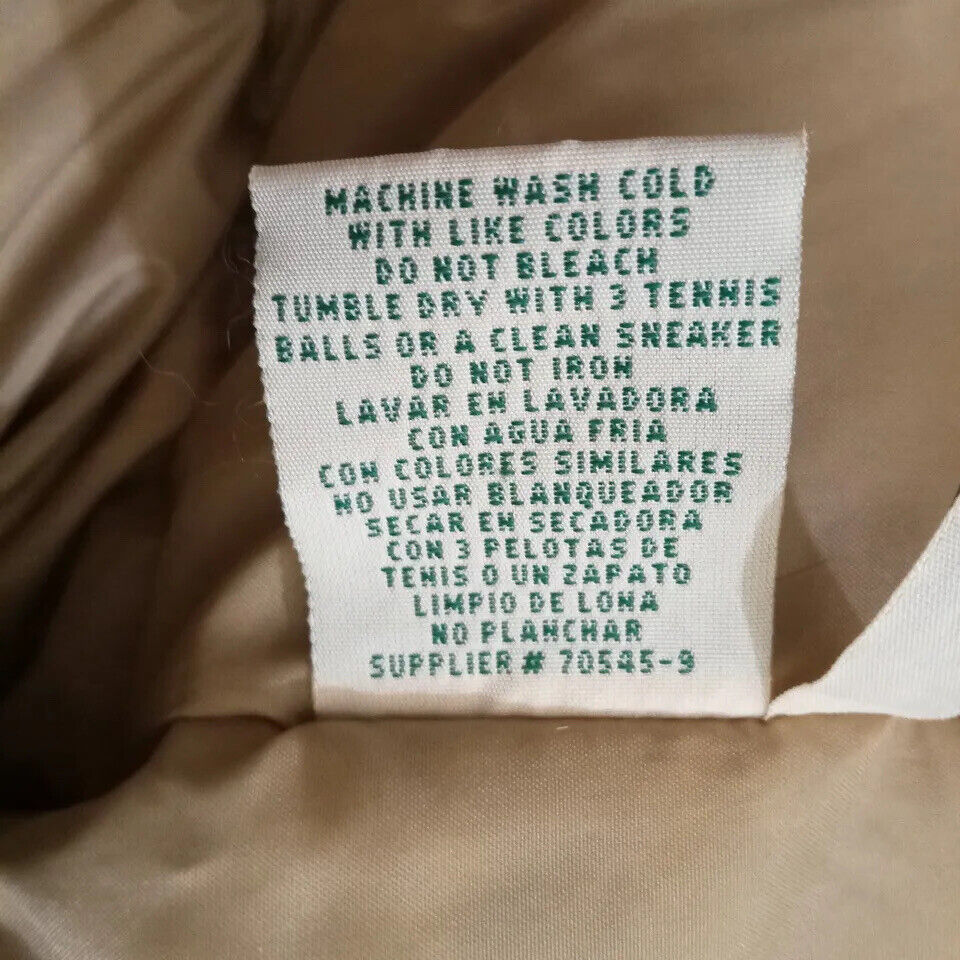 MACHINE WASH COLD
WITH LIKE COLORS
DO NOT BLEACH
TUMBLE DRY WITH 3 TENNIS
BALLS OR A CLEAN SNEAKER
DO NOT IRON
LAVAR EN LAVADORA
CON AGUA FRIA
CON COLORES SIMILARES
NO USAR BLANQUEADOR
SECAR EN SECADORA
CON 3 PELOTAS DE
TENIS O UN ZAPATO
LIMPIO DE LONA
NO PLANCHAR
SUPPLIER # 70545-9